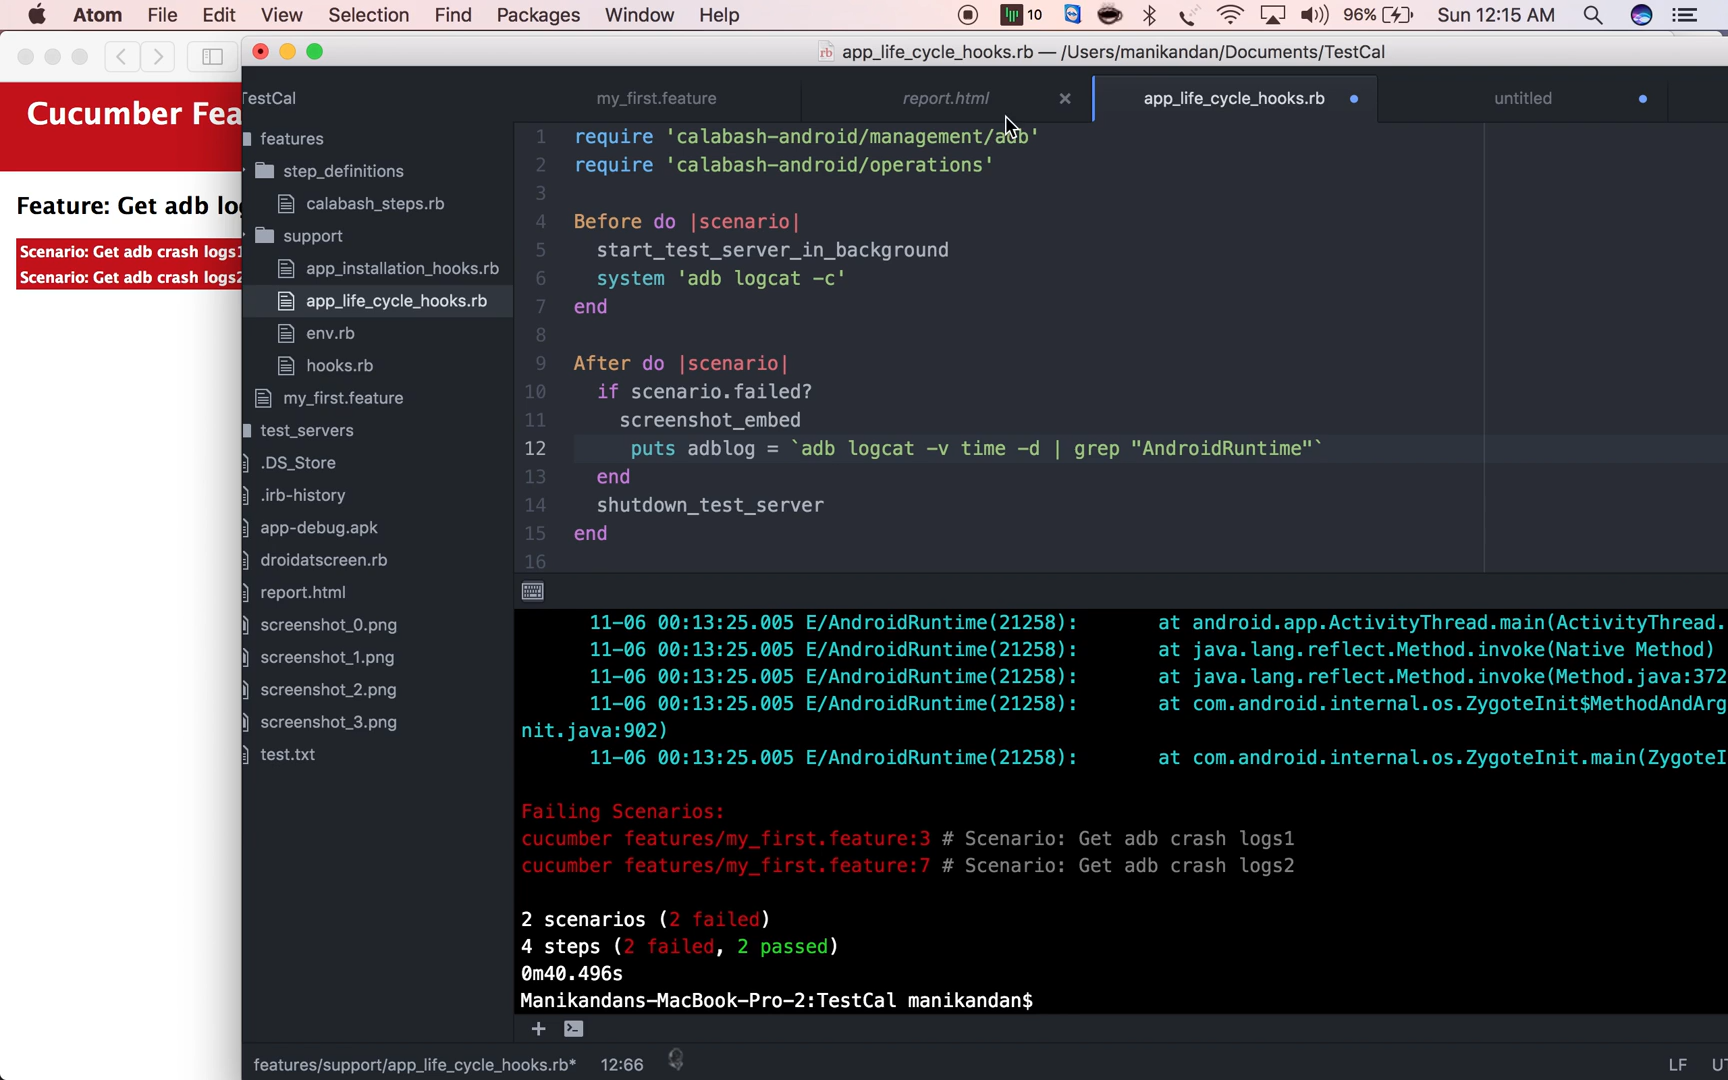 Atom File Edit View Selection Find Packages Window Help 10 96% Sun 12:15 AM
app_life_cycle_hooks.rb — /Users/manikandan/Documents/TestCal
Cucumber Fea
Feature: Get adb lo
Scenario: Get adb crash logs1
Scenario: Get adb crash logs2
TestCal
features
step_definitions
calabash_steps.rb
support
app_installation_hooks.rb
app_life_cycle_hooks.rb
env.rb
hooks.rb
my_first.feature
test_servers
.DS_Store
.irb-history
app-debug.apk
droidatscreen.rb
report.html
screenshot_0.png
screenshot_1.png
screenshot_2.png
screenshot_3.png
test.txt
my_first.feature report.html app_life_cycle_hooks.rb untitled
1 require 'calabash-android/management/adb'
2 require 'calabash-android/operations'
3
4 Before do |scenario|
5 start_test_server_in_background
6 system 'adb logcat -c'
7 end
8
9 After do |scenario|
10 if scenario.failed?
11 screenshot_embed
12 puts adblog = `adb logcat -v time -d | grep "AndroidRuntime"`
13 end
14 shutdown_test_server
15 end
16
11-06 00:13:25.005 E/AndroidRuntime(21258): at android.app.ActivityThread.main(ActivityThread.
11-06 00:13:25.005 E/AndroidRuntime(21258): at java.lang.reflect.Method.invoke(Native Method)
11-06 00:13:25.005 E/AndroidRuntime(21258): at java.lang.reflect.Method.invoke(Method.java:372
11-06 00:13:25.005 E/AndroidRuntime(21258): at com.android.internal.os.ZygoteInit$MethodAndArg
nit.java:902)
11-06 00:13:25.005 E/AndroidRuntime(21258): at com.android.internal.os.ZygoteInit.main(ZygoteI
Failing Scenarios:
cucumber features/my_first.feature:3 # Scenario: Get adb crash logs1
cucumber features/my_first.feature:7 # Scenario: Get adb crash logs2
2 scenarios (2 failed)
4 steps (2 failed, 2 passed)
0m40.496s
Manikandans-MacBook-Pro-2:TestCal manikandan$
features/support/app_life_cycle_hooks.rb* 12:66 LF UT